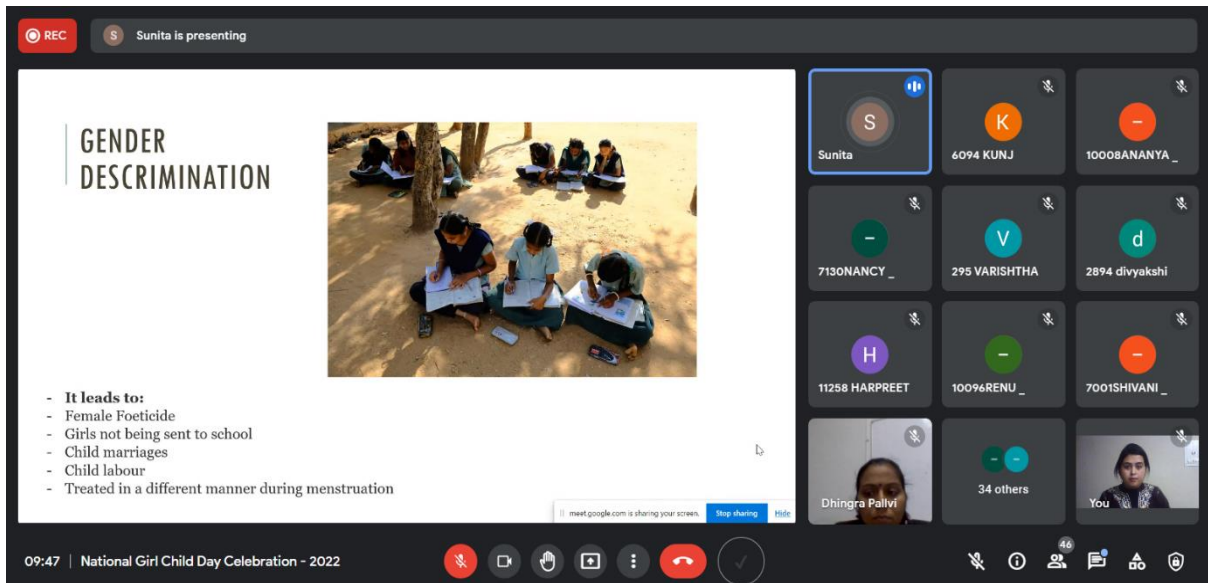 REC
S
Sunita is presenting
GENDER
DESCRIMINATION
- It leads to:
- Female Foeticide
- Girls not being sent to school
- Child marriages
- Child labour
- Treated in a different manner during menstruation
meet.google.com is sharing your screen.
Stop sharing
Hide
S
Sunita
K
6094 KUNJ
-
10008ANANYA _
-
7130NANCY _
V
295 VARISHTHA
d
2894 divyakshi
H
11258 HARPREET
-
10096RENU _
-
7001SHIVANI _
Dhingra Pallvi
- -
34 others
You
09:47 | National Girl Child Day Celebration - 2022
46